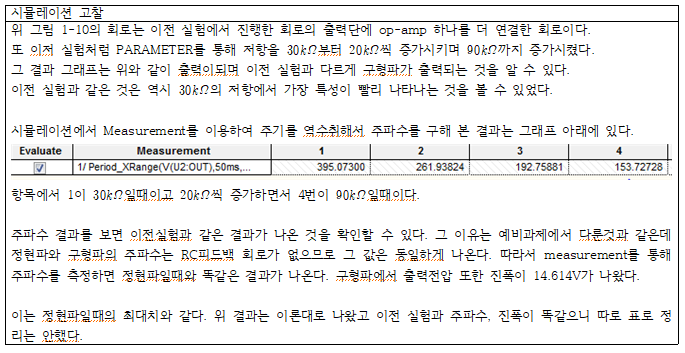 시뮬레이션 고찰
위 그림 1-10의 회로는 이전 실험에서 진행한 회로의 출력단에 op-amp 하나를 더 연결한 회로이다.
또 이저 실험처럼 PARAMETER를 통해 저항을 30kΩ부터 20kΩ씩 증가시키며 90kΩ까지 증가시켰다.
그 결과 그래프는 위와 같이 출력이되며 이전 실험과 다르게 구형파가 출력되는 것을 알 수 있다.
이전 실험과 같은 것은 역시 30kΩ의 저항에서 가장 특성이 빨리 나타나는 것을 볼 수 있었다.
시뮬레이션에서 Measurement를 이용하여 주기를 역수취해서 주파수를 구해 본 결과는 그래프 아래에 있다.
Evaluate Measurement 1 2 3 4
1/ Period_XRange(V(U2:OUT),50ms,... 395.07300 261.93824 192.75881 153.72728
항목에서 1이 30kΩ일때이고 20kΩ씩 증가하면서 4번이 90kΩ일때이다.
주파수 결과를 보면 이전실험과 같은 결과가 나온 것을 확인할 수 있다. 그 이유는 예비과제에서 다룬것과 같은데
정현파와 구형파의 주파수는 RC피드백 회로가 없으므로 그 값은 동일하게 나온다. 따라서 measurement를 통해
주파수를 측정하면 정현파일때와 똑같은 결과가 나온다. 구형파에서 출력전압 또한 진폭이 14.614V가 나왔다.
이는 정현파일때의 최대치와 같다. 위 결과는 이론대로 나왔고 이전 실험과 주파수, 진폭이 똑같으니 따로 표로 정
리는 안했다.